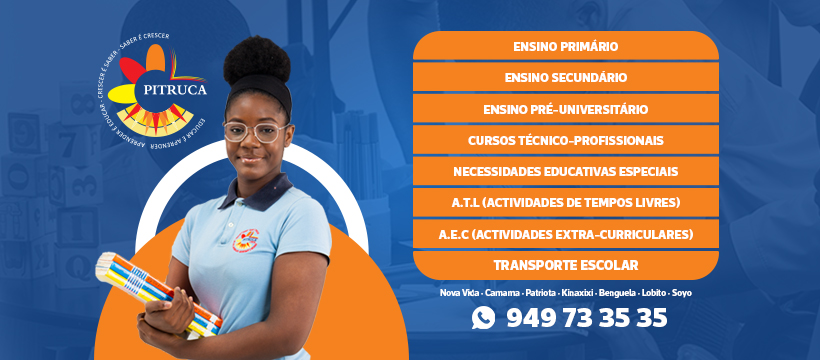 SABER É CRESCER · CRESCER É SABER · APRENDER É EDUCAR · EDUCAR É APRENDER
PITRUCA
ENSINO PRIMÁRIO
ENSINO SECUNDÁRIO
ENSINO PRÉ-UNIVERSITÁRIO
CURSOS TÉCNICO-PROFISSIONAIS
NECESSIDADES EDUCATIVAS ESPECIAIS
A.T.L (ACTIVIDADES DE TEMPOS LIVRES)
A.E.C (ACTIVIDADES EXTRA-CURRICULARES)
TRANSPORTE ESCOLAR
Nova Vida · Camama · Patriota · Kinaxixi · Benguela · Lobito · Soyo
949 73 35 35